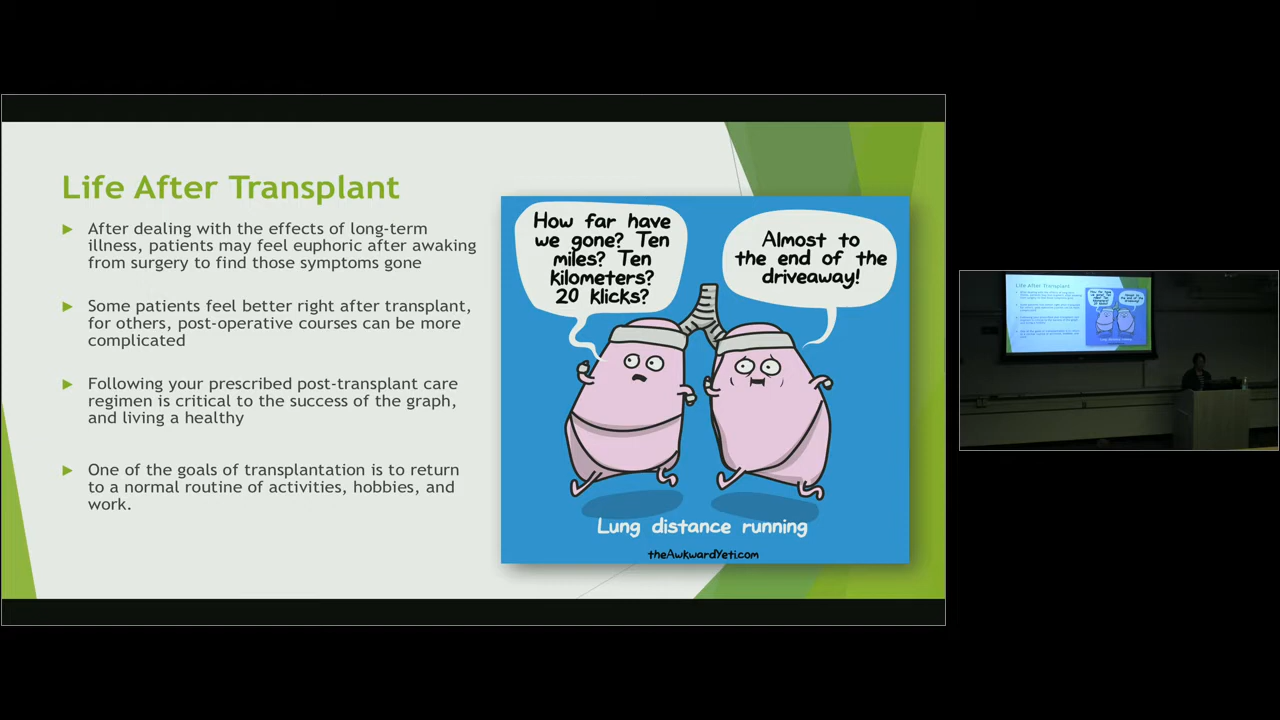 Life After Transplant
After dealing with the effects of long-term
illness, patients may feel euphoric after awaking
from surgery to find those symptoms gone
Some patients feel better right after transplant,
for others, post-operative courses can be more
complicated
Following your prescribed post-transplant care
regimen is critical to the success of the graph,
and living a healthy
One of the goals of transplantation is to return
to a normal routine of activities, hobbies, and
work.
How far have
we gone? Ten
miles? Ten
kilometers?
20 klicks?
Almost to
the end of the
driveaway!
Lung distance running
theAwkwardYeti.com
Life After Transplant